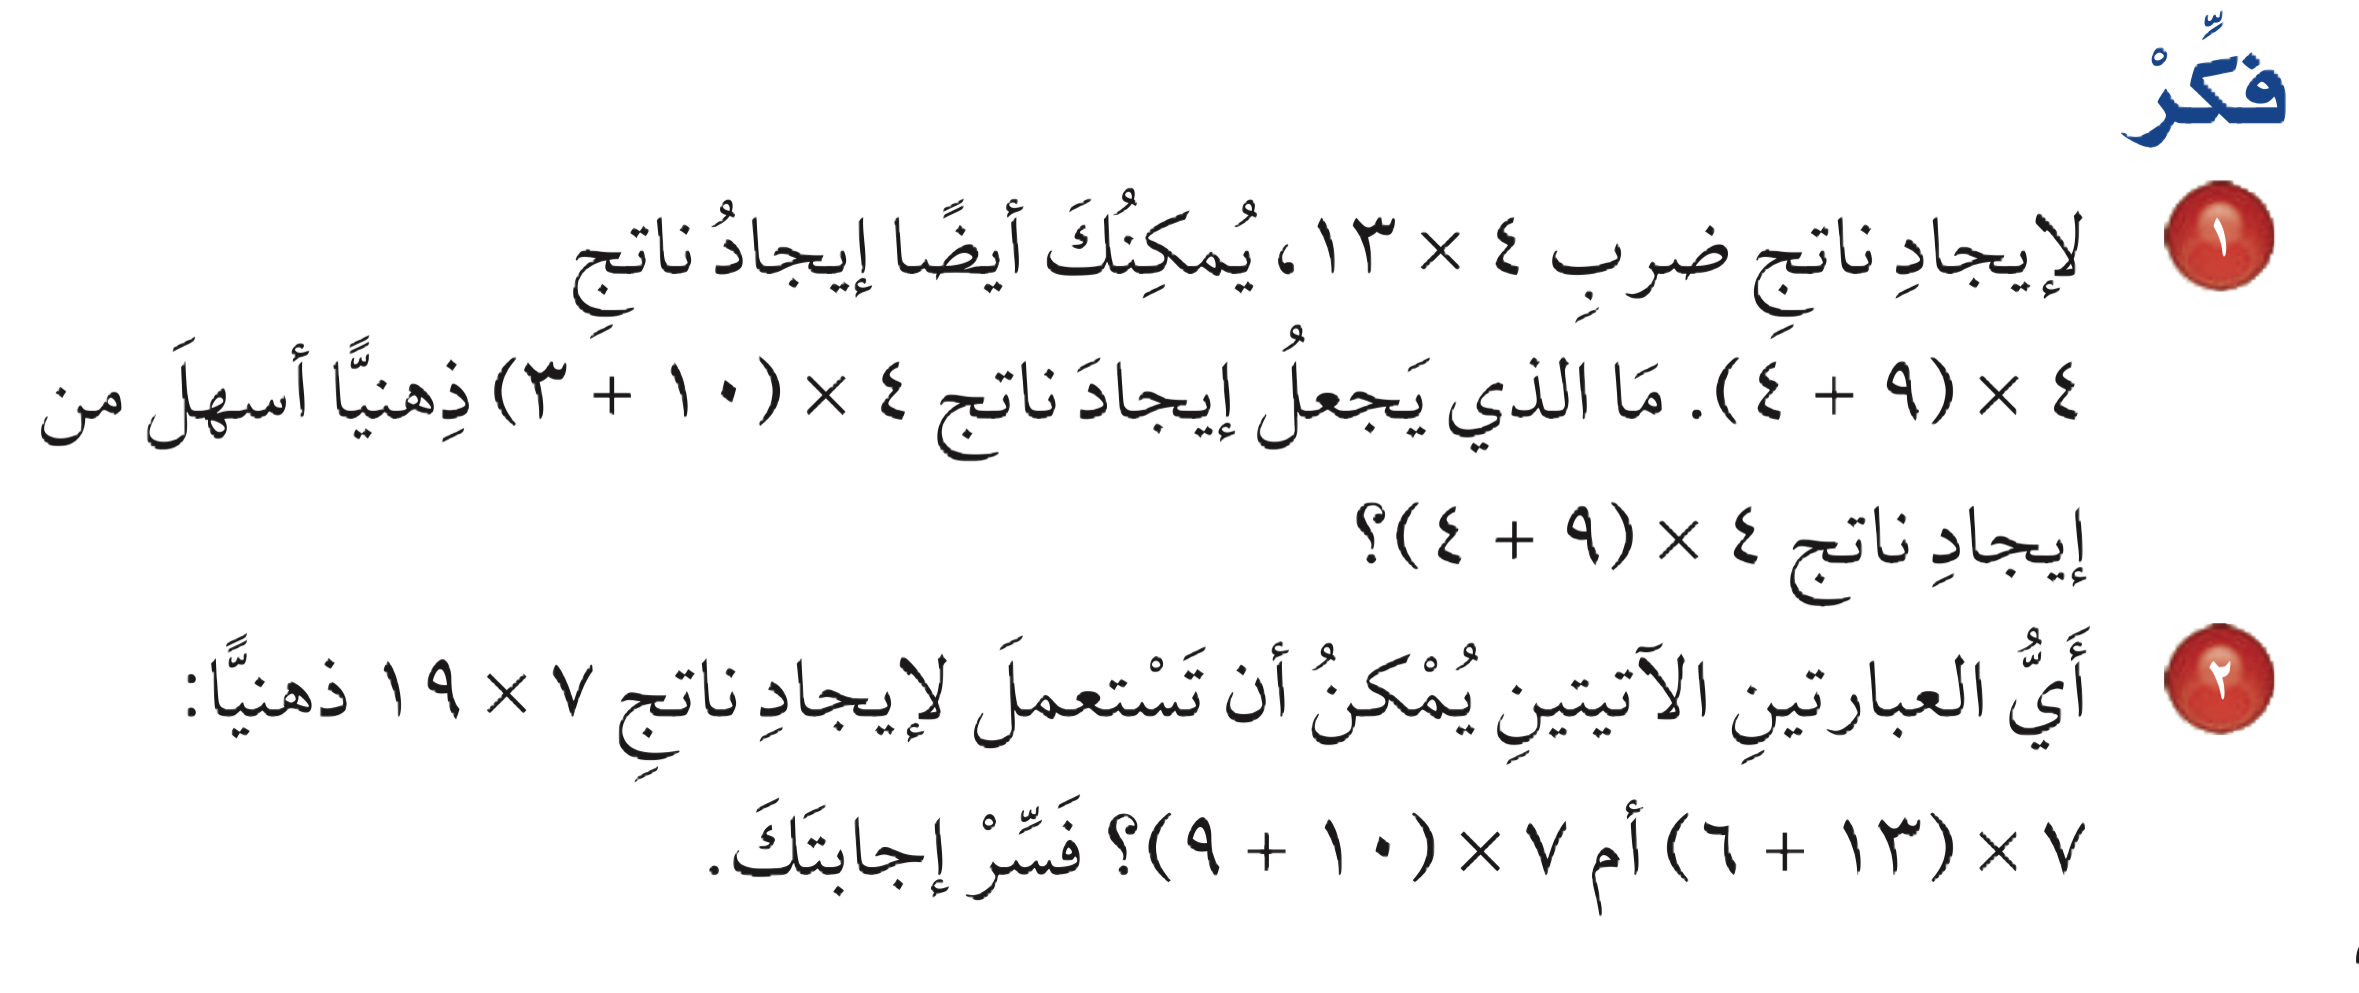 فكِّرْ
١ لإيجادِ ناتجِ ضربِ ٤ × ١٣، يُمكِنُكَ أيضًا إيجادُ ناتجِ
٤ × (٩ + ٤). مَا الذي يَجعلُ إيجادَ ناتج ٤ × (١٠ + ٣) ذِهنيًّا أسهلَ من
إيجادِ ناتج ٤ × (٩ + ٤)؟
٢ أَيُّ العبارتينِ الآتيتينِ يُمْكنُ أن تَسْتعملَ لإيجادِ ناتجِ ٧ × ١٩ ذهنيًّا:
٧ × (١٣ + ٦) أم ٧ × (١٠ + ٩)؟ فَسِّرْ إجابتَكَ.